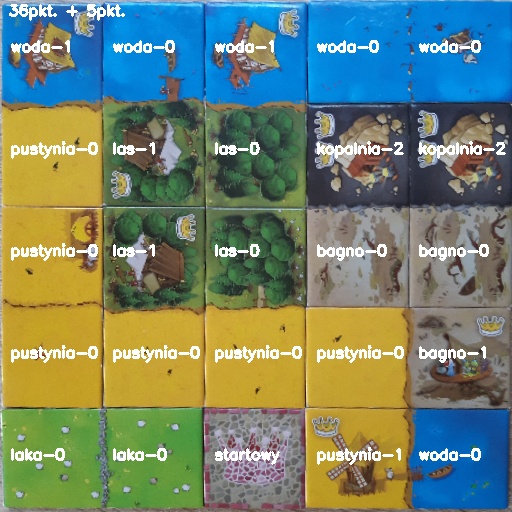 36pkt. + 5pkt.
woda-1 woda-0 woda-1 woda-0 woda-0
pustynia-0 las-1 las-0 kopalnia-2 kopalnia-2
pustynia-0 las-1 las-0 bagno-0 bagno-0
pustynia-0 pustynia-0 pustynia-0 pustynia-0 bagno-1
laka-0 laka-0 startowy pustynia-1 woda-0